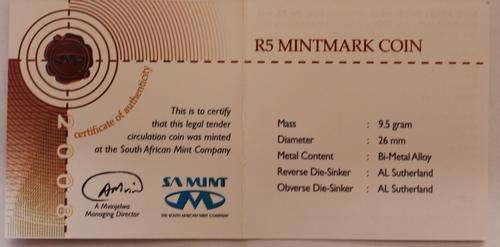 certificate of authenticity
2008
This is to certify
that this legal tender
circulation coin was minted
at the South African Mint Company
A Mvinjelwa
Managing Director
SA MINT
THE SOUTH AFRICAN MINT COMPANY
R5 MINTMARK COIN
Mass : 9.5 gram
Diameter : 26 mm
Metal Content : Bi-Metal Alloy
Reverse Die-Sinker : AL Sutherland
Obverse Die-Sinker : AL Sutherland